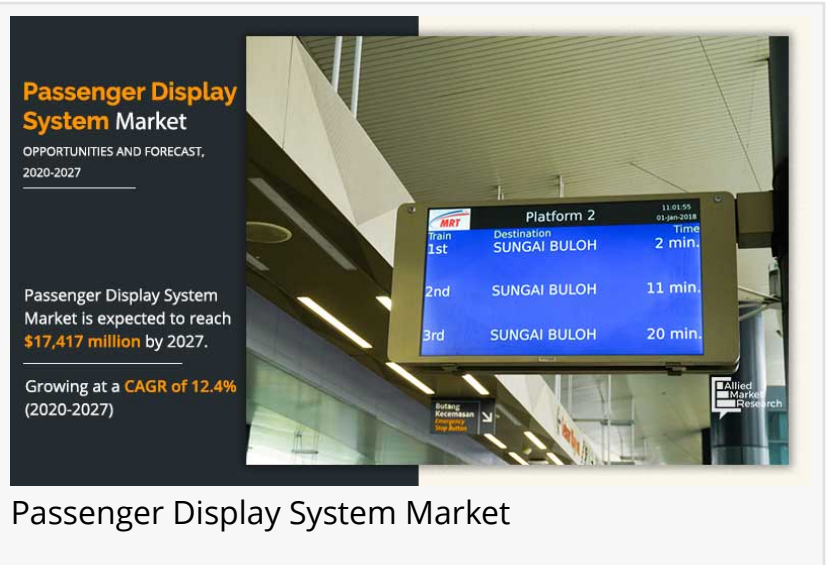 Passenger Display
System Market
OPPORTUNITIES AND FORECAST,
2020-2027
Passenger Display System
Market is expected to reach
$17,417 million by 2027.
Growing at a CAGR of 12.4%
(2020-2027)
MRT
Platform 2
11:01:55
01-Jan-2018
Train
Destination
Time
1st
SUNGAI BULOH
2 min.
2nd
SUNGAI BULOH
11 min.
3rd
SUNGAI BULOH
20 min.
Butang
Kecemasan
Emergency
Stop Button
Allied
Market
Research
Passenger Display System Market